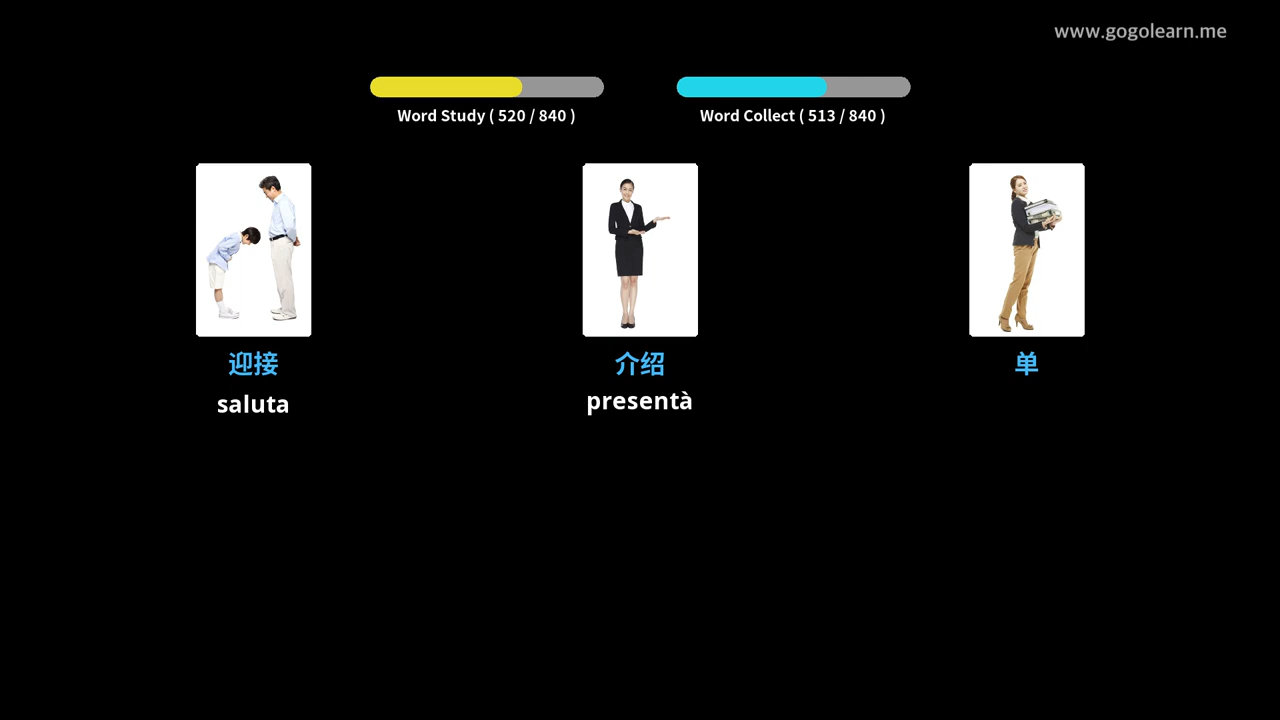 www.gogolearn.me
Word Study ( 520 / 840 )
Word Collect ( 513 / 840 )
迎接
介绍
单
saluta
presentà